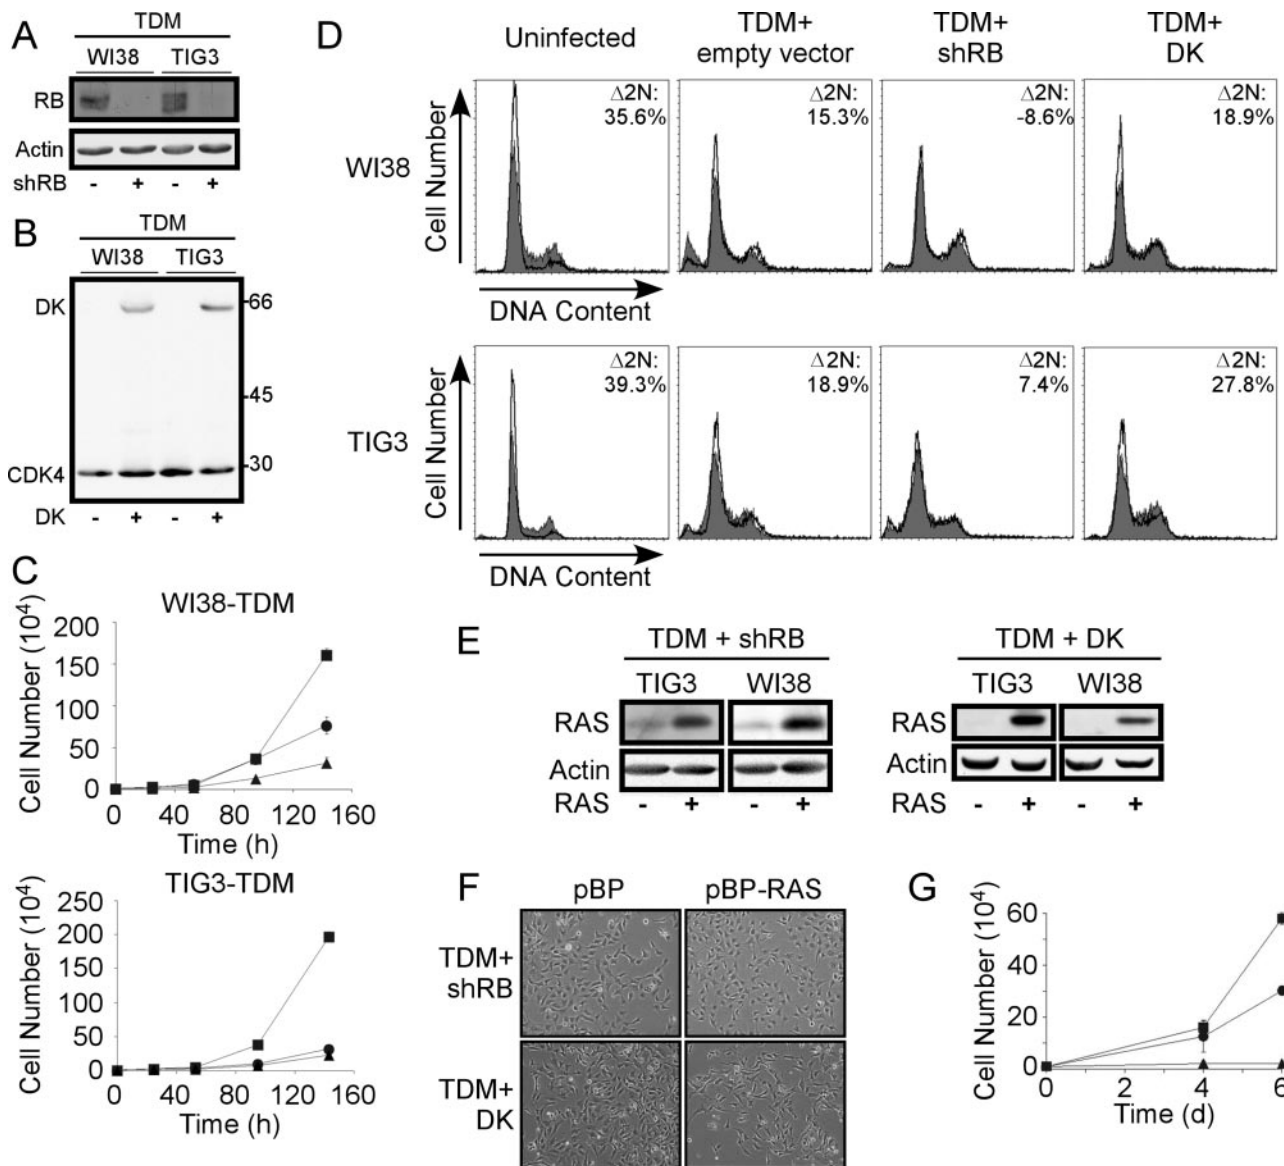 A
TDM
WI38 TIG3
RB
Actin
shRB - + - +
B
TDM
WI38 TIG3
DK
CDK4
-66
-45
-30
DK - + - +
C
WI38-TDM
Cell Number (10⁴)
200
150
100
50
0
0 40 80 120 160
Time (h)
TIG3-TDM
Cell Number (10⁴)
250
200
150
100
50
0
0 40 80 120 160
Time (h)
D
Uninfected
TDM+
empty vector
TDM+
shRB
TDM+
DK
WI38
Cell Number
Δ2N:
35.6%
Δ2N:
15.3%
Δ2N:
-8.6%
Δ2N:
18.9%
DNA Content
TIG3
Cell Number
Δ2N:
39.3%
Δ2N:
18.9%
Δ2N:
7.4%
Δ2N:
27.8%
DNA Content
E
TDM + shRB
TIG3 WI38
RAS
Actin
RAS - + - +
TDM + DK
TIG3 WI38
RAS
Actin
RAS - + - +
F
pBP pBP-RAS
TDM+
shRB
TDM+
DK
G
Cell Number (10⁴)
60
40
20
0
0 2 4 6
Time (d)